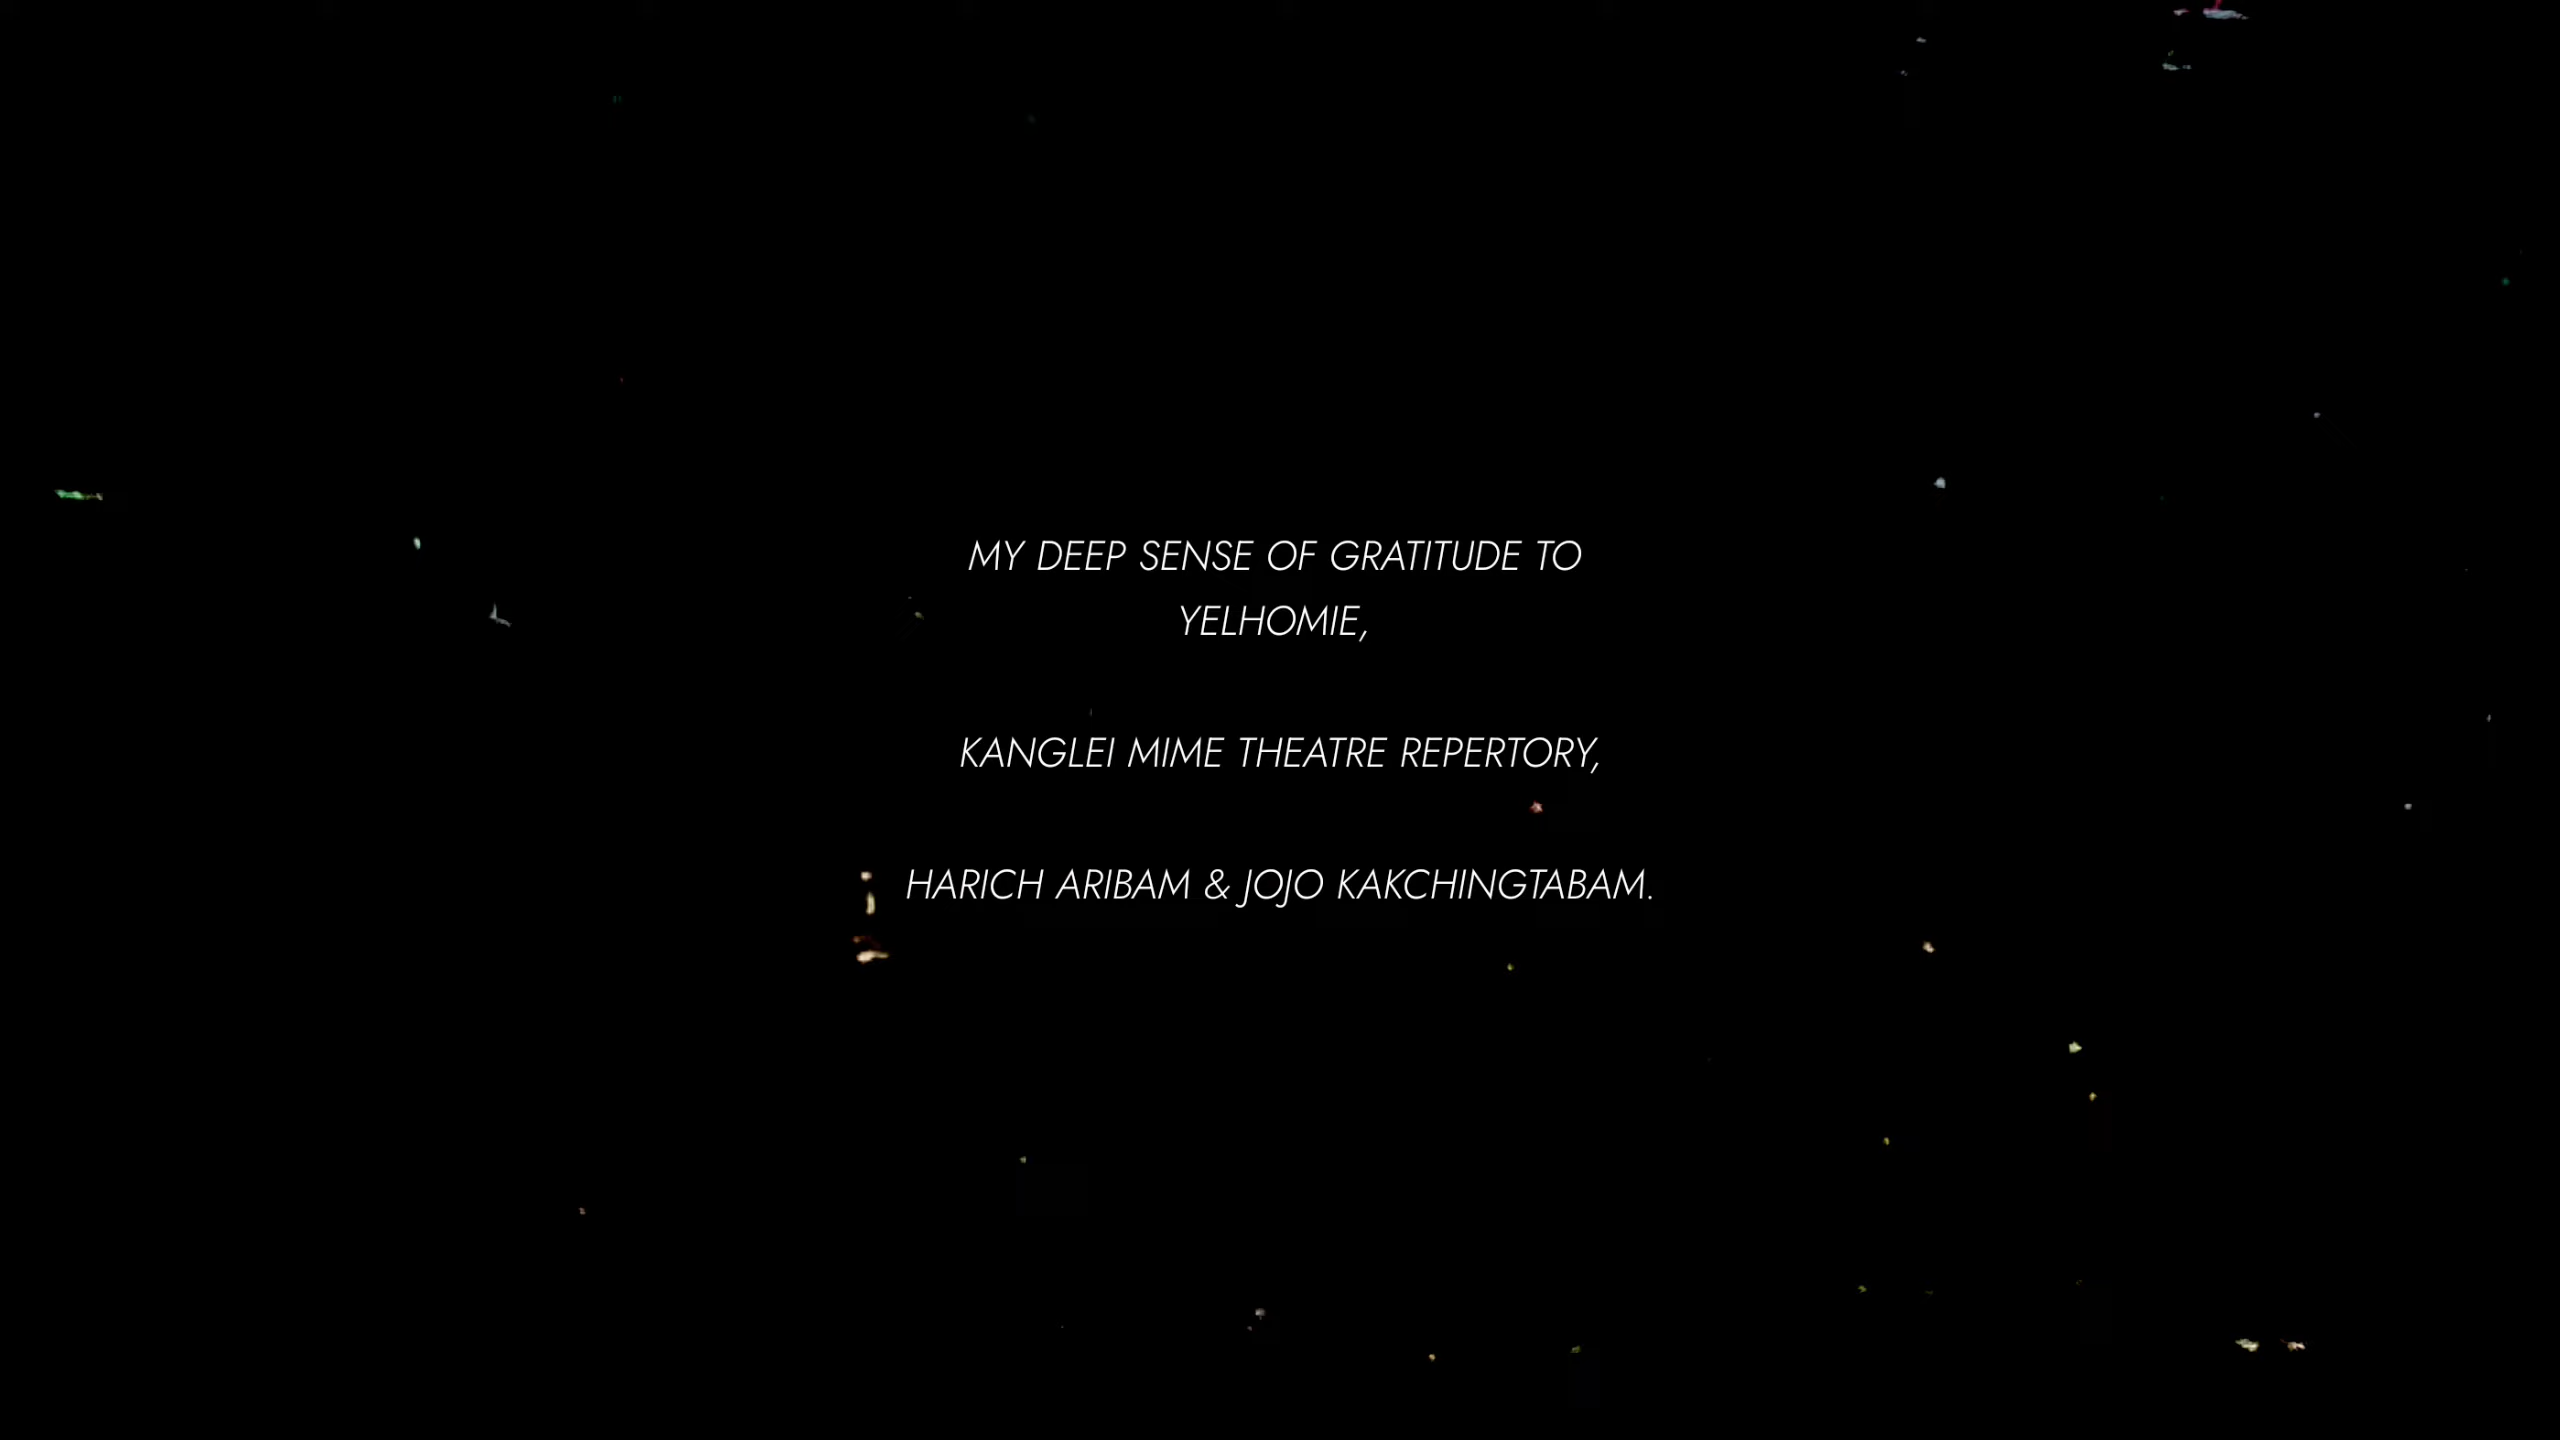 MY DEEP SENSE OF GRATITUDE TO
YELHOMIE,
KANGLEI MIME THEATRE REPERTORY,
HARICH ARIBAM & JOJO KAKCHINGTABAM.